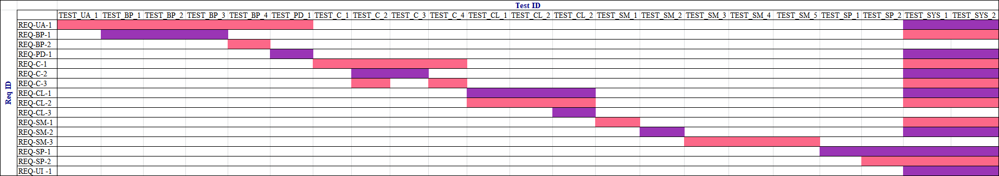 Test ID
TEST_UA_1 TEST_BP_1 TEST_BP_2 TEST_BP_3 TEST_BP_4 TEST_PD_1 TEST_C_1 TEST_C_2 TEST_C_3 TEST_C_4 TEST_CL_1 TEST_CL_2 TEST_CL_2 TEST_SM_1 TEST_SM_2 TEST_SM_3 TEST_SM_4 TEST_SM_5 TEST_SP_1 TEST_SP_2 TEST_SYS_1 TEST_SYS_2
Req ID
REQ-UA-1
REQ-BP-1
REQ-BP-2
REQ-PD-1
REQ-C-1
REQ-C-2
REQ-C-3
REQ-CL-1
REQ-CL-2
REQ-CL-3
REQ-SM-1
REQ-SM-2
REQ-SM-3
REQ-SP-1
REQ-SP-2
REQ-UI -1